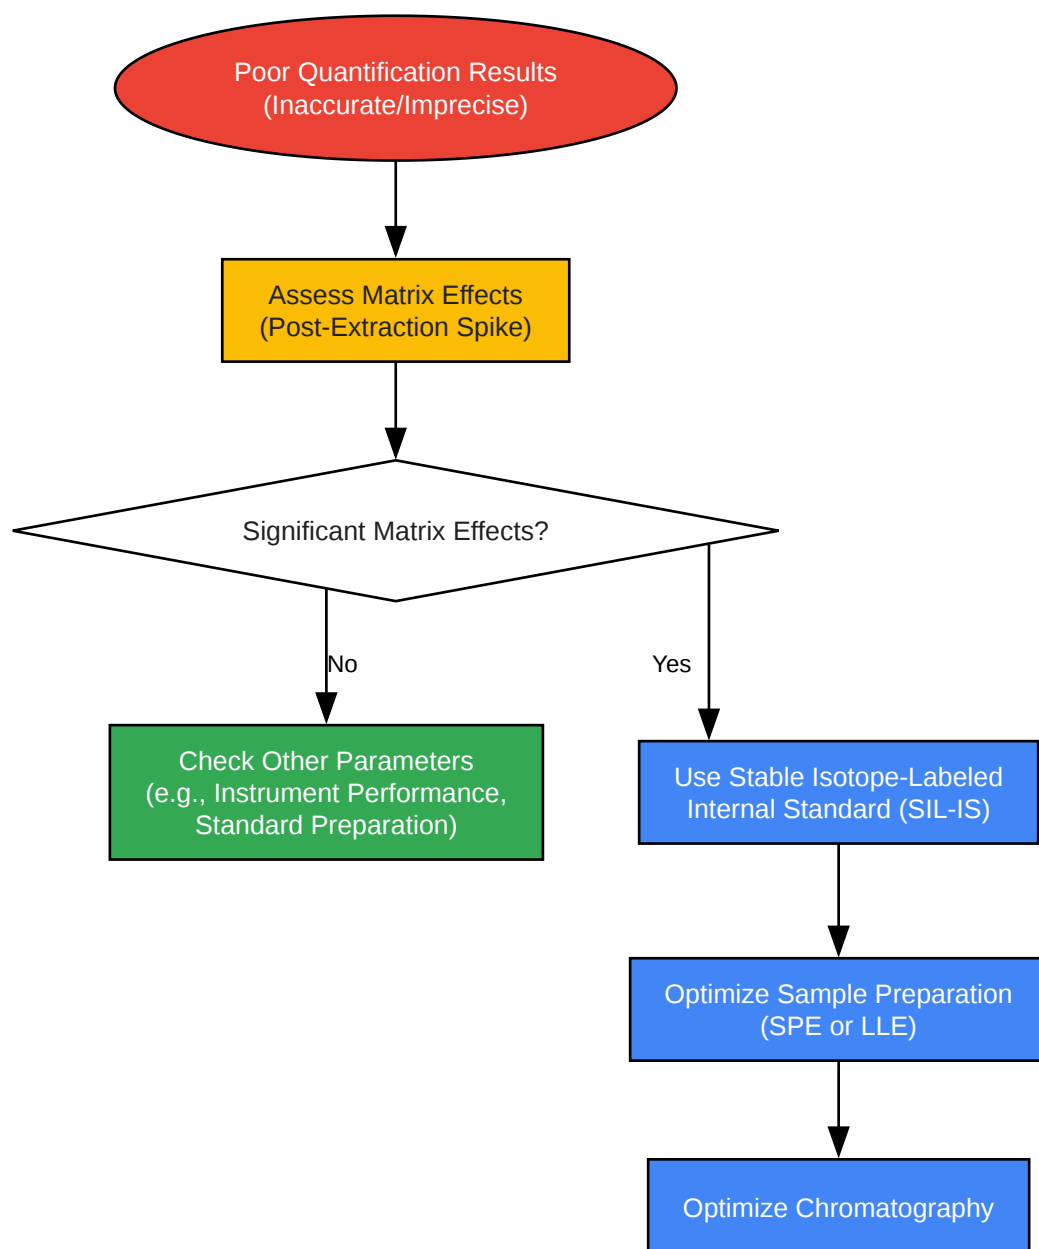 Poor Quantification Results
(Inaccurate/Imprecise)
Assess Matrix Effects
(Post-Extraction Spike)
Significant Matrix Effects?
No
Yes
Check Other Parameters
(e.g., Instrument Performance,
Standard Preparation)
Use Stable Isotope-Labeled
Internal Standard (SIL-IS)
Optimize Sample Preparation
(SPE or LLE)
Optimize Chromatography